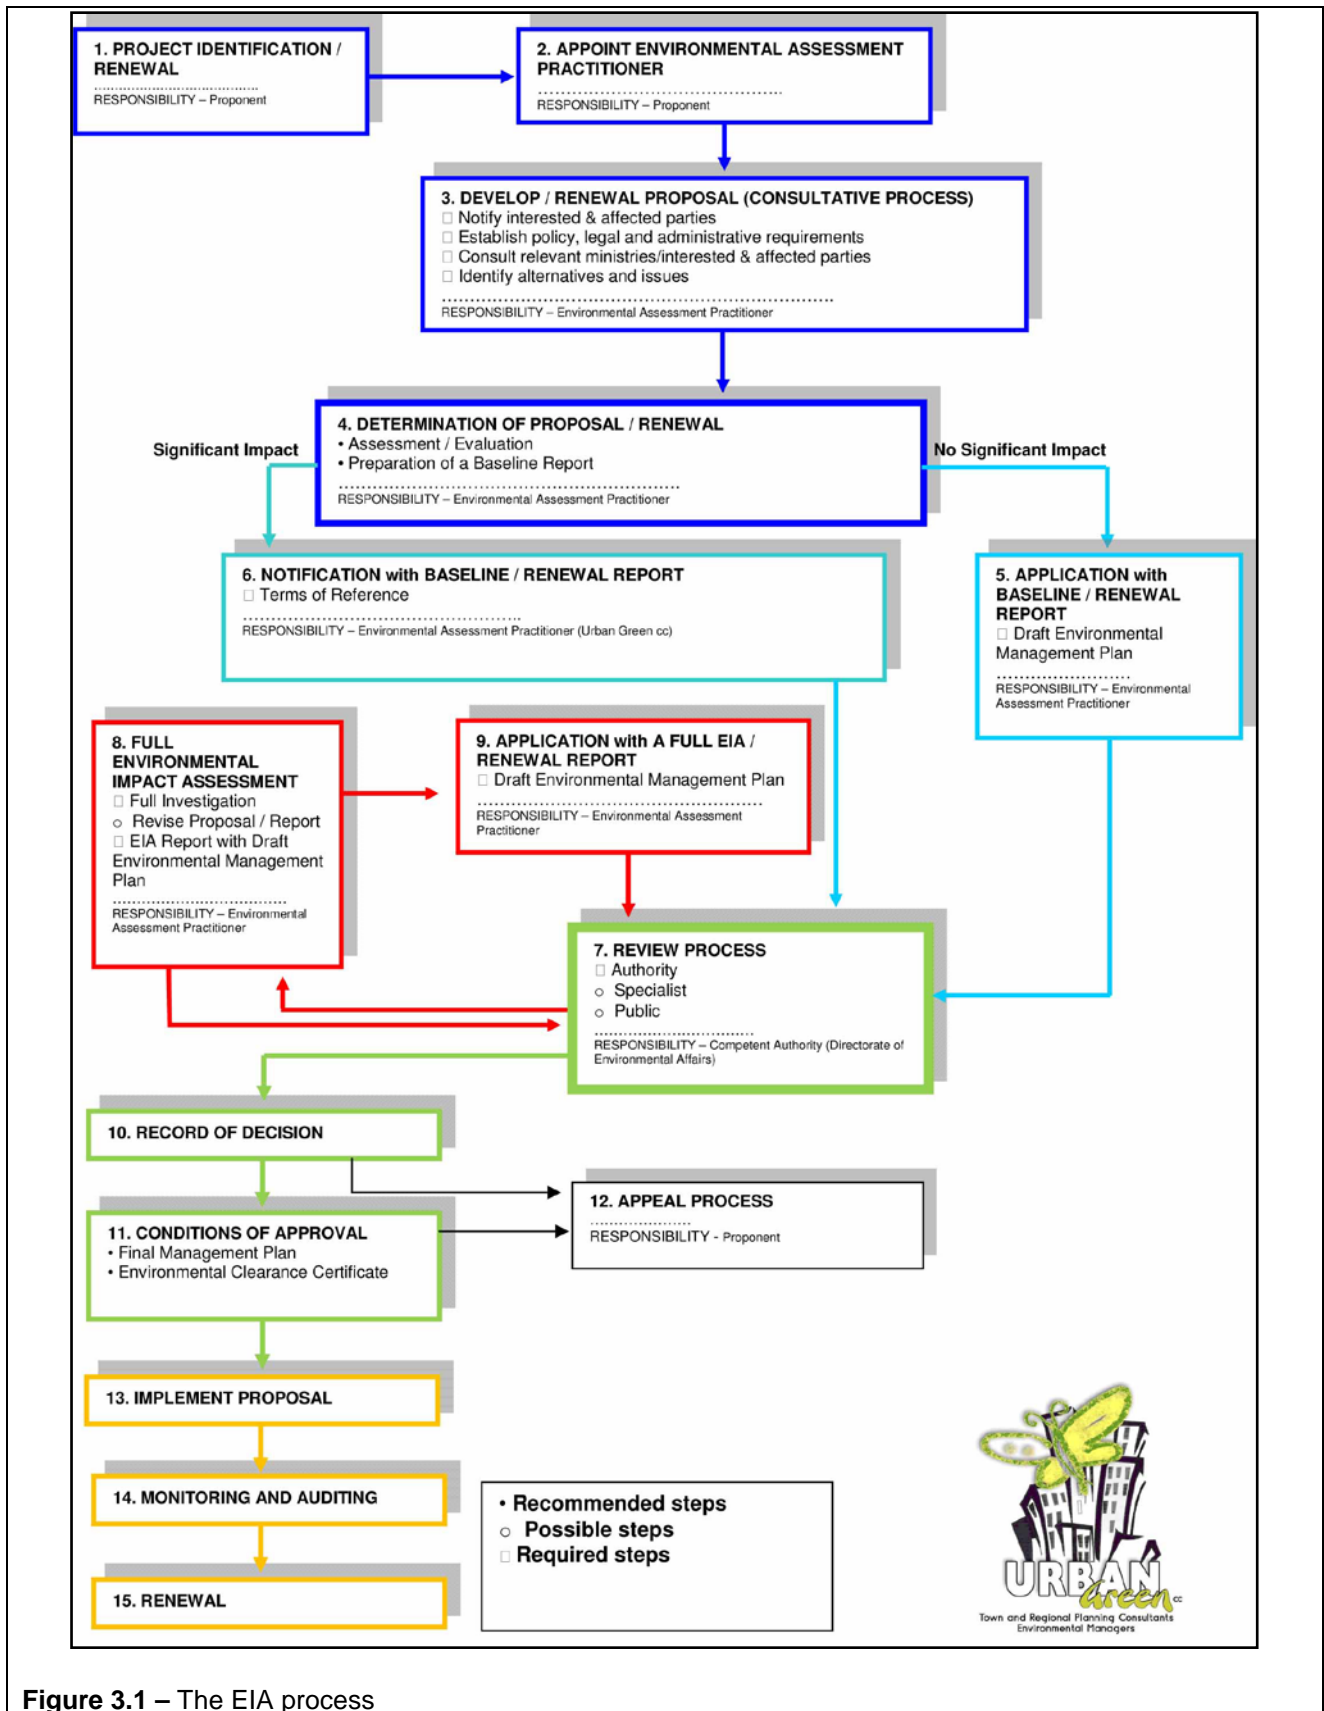 1. PROJECT IDENTIFICATION /
RENEWAL
RESPONSIBILITY – Proponent
2. APPOINT ENVIRONMENTAL ASSESSMENT
PRACTITIONER
RESPONSIBILITY – Proponent
3. DEVELOP / RENEWAL PROPOSAL (CONSULTATIVE PROCESS)
□ Notify interested & affected parties
□ Establish policy, legal and administrative requirements
□ Consult relevant ministries/interested & affected parties
□ Identify alternatives and issues
RESPONSIBILITY – Environmental Assessment Practitioner
4. DETERMINATION OF PROPOSAL / RENEWAL
• Assessment / Evaluation
• Preparation of a Baseline Report
RESPONSIBILITY – Environmental Assessment Practitioner
Significant Impact
No Significant Impact
6. NOTIFICATION with BASELINE / RENEWAL REPORT
□ Terms of Reference
RESPONSIBILITY – Environmental Assessment Practitioner (Urban Green cc)
5. APPLICATION with
BASELINE / RENEWAL
REPORT
□ Draft Environmental
Management Plan
RESPONSIBILITY – Environmental
Assessment Practitioner
8. FULL
ENVIRONMENTAL
IMPACT ASSESSMENT
□ Full Investigation
o Revise Proposal / Report
□ EIA Report with Draft
Environmental Management
Plan
RESPONSIBILITY – Environmental
Assessment Practitioner
9. APPLICATION with A FULL EIA /
RENEWAL REPORT
□ Draft Environmental Management Plan
RESPONSIBILITY – Environmental Assessment
Practitioner
7. REVIEW PROCESS
□ Authority
o Specialist
o Public
RESPONSIBILITY – Competent Authority (Directorate of
Environmental Affairs)
10. RECORD OF DECISION
11. CONDITIONS OF APPROVAL
• Final Management Plan
• Environmental Clearance Certificate
12. APPEAL PROCESS
RESPONSIBILITY - Proponent
13. IMPLEMENT PROPOSAL
14. MONITORING AND AUDITING
15. RENEWAL
• Recommended steps
o Possible steps
□ Required steps
URBAN
Green cc
Town and Regional Planning Consultants
Environmental Managers
Figure 3.1 – The EIA process